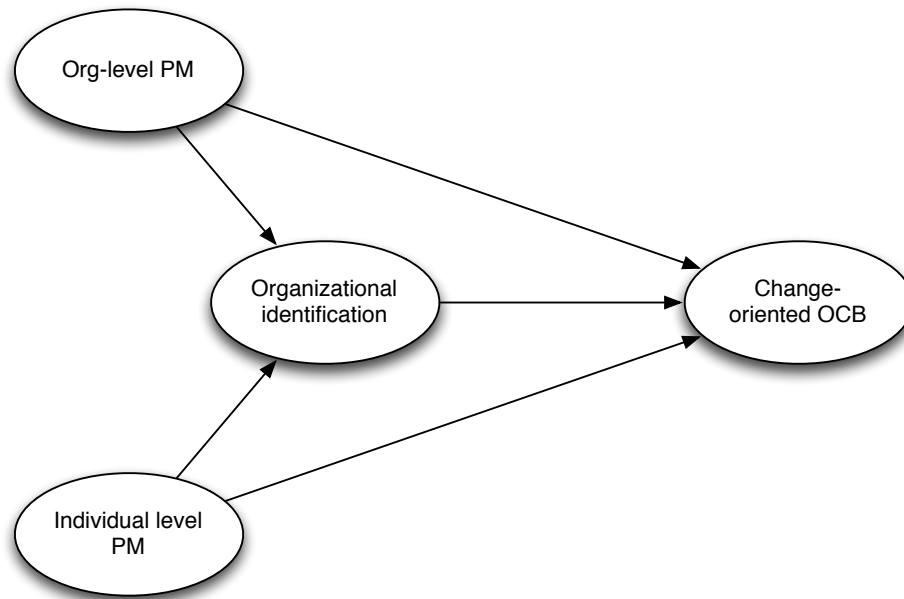 Org-level PM
Organizational
identification
Change-
oriented OCB
Individual level
PM